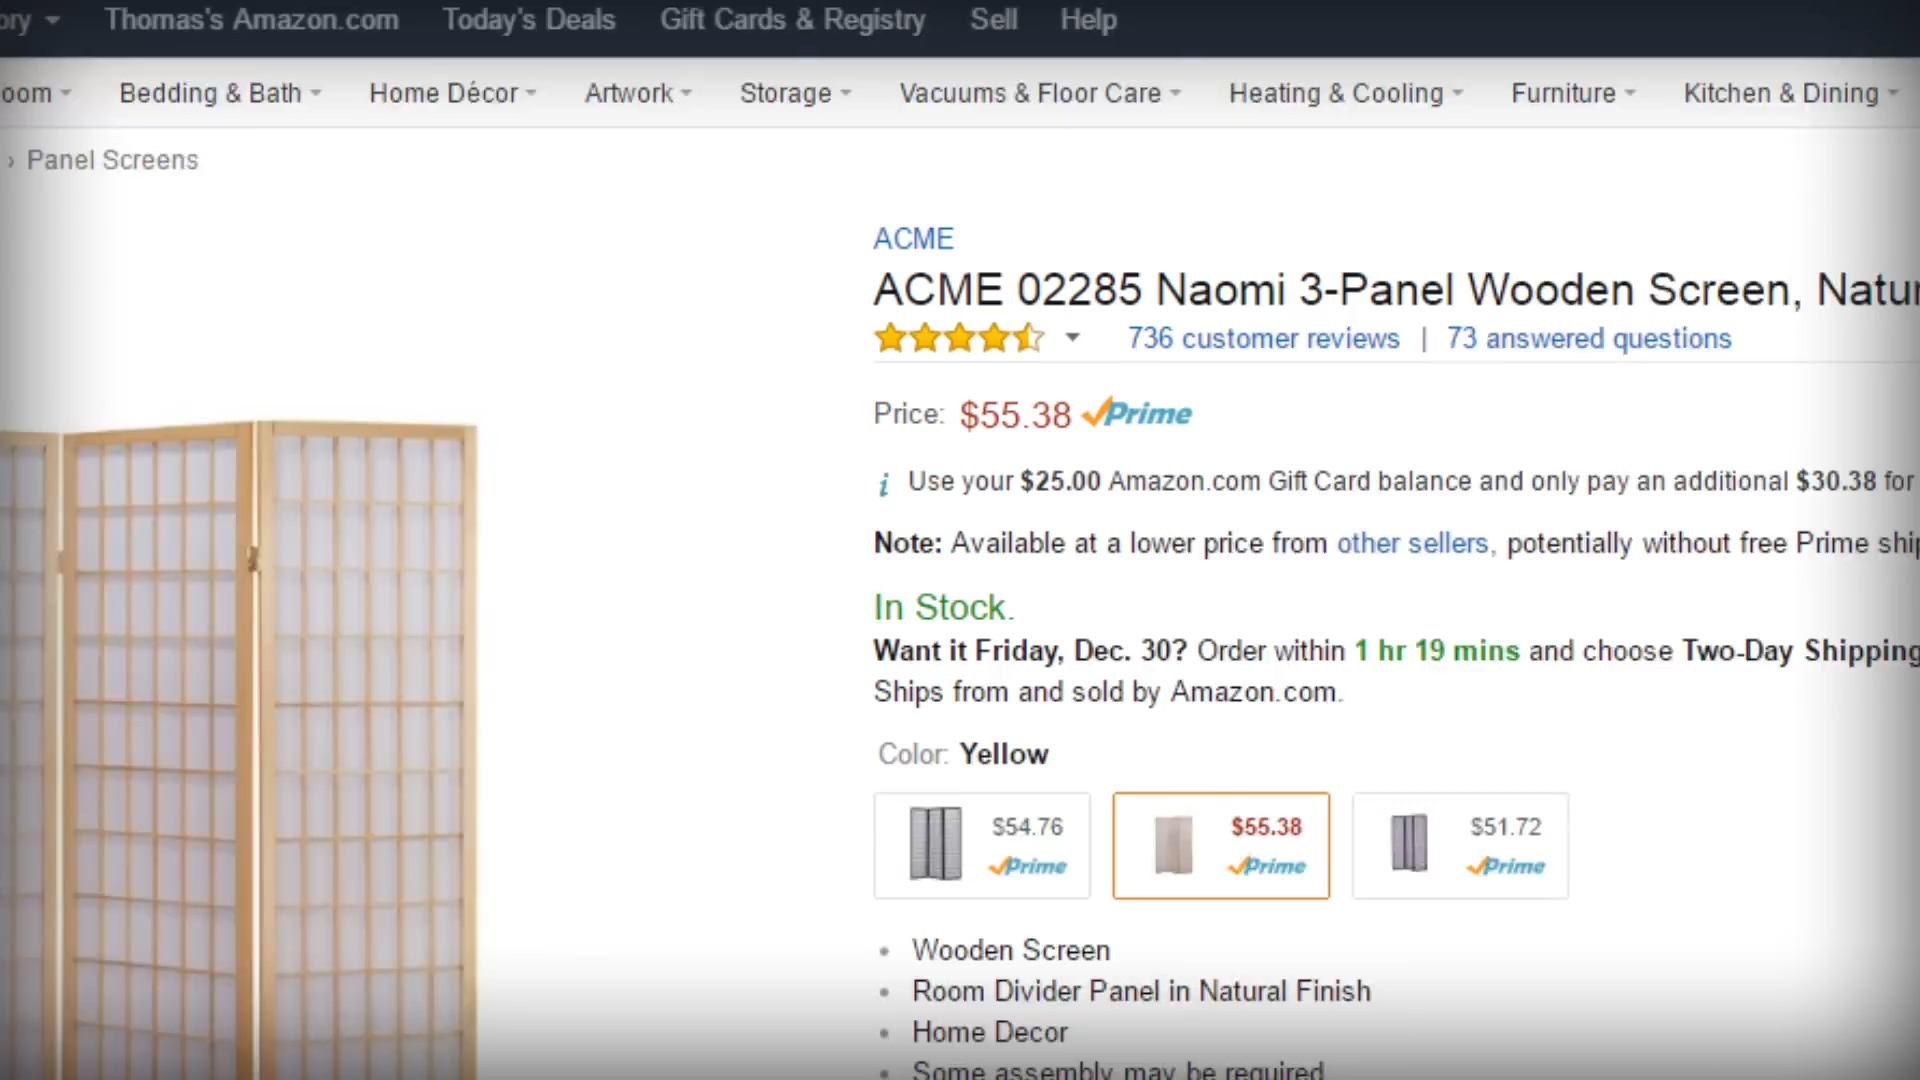 Thomas's Amazon.com Today's Deals Gift Cards & Registry Sell Help
Bedding & Bath Home Décor Artwork Storage Vacuums & Floor Care Heating & Cooling Furniture Kitchen & Dining
› Panel Screens
ACME
ACME 02285 Naomi 3-Panel Wooden Screen,
736 customer reviews | 73 answered questions
Price: $55.38 Prime
Use your $25.00 Amazon.com Gift Card balance and only pay an additional $30.38 for
Note: Available at a lower price from other sellers, potentially without free Prime
In Stock.
Want it Friday, Dec. 30? Order within 1 hr 19 mins and choose Two-Day Shipping
Ships from and sold by Amazon.com.
Color: Yellow
$54.76 $55.38 $51.72
Prime Prime Prime
• Wooden Screen
• Room Divider Panel in Natural Finish
• Home Decor
• Some assembly may be required